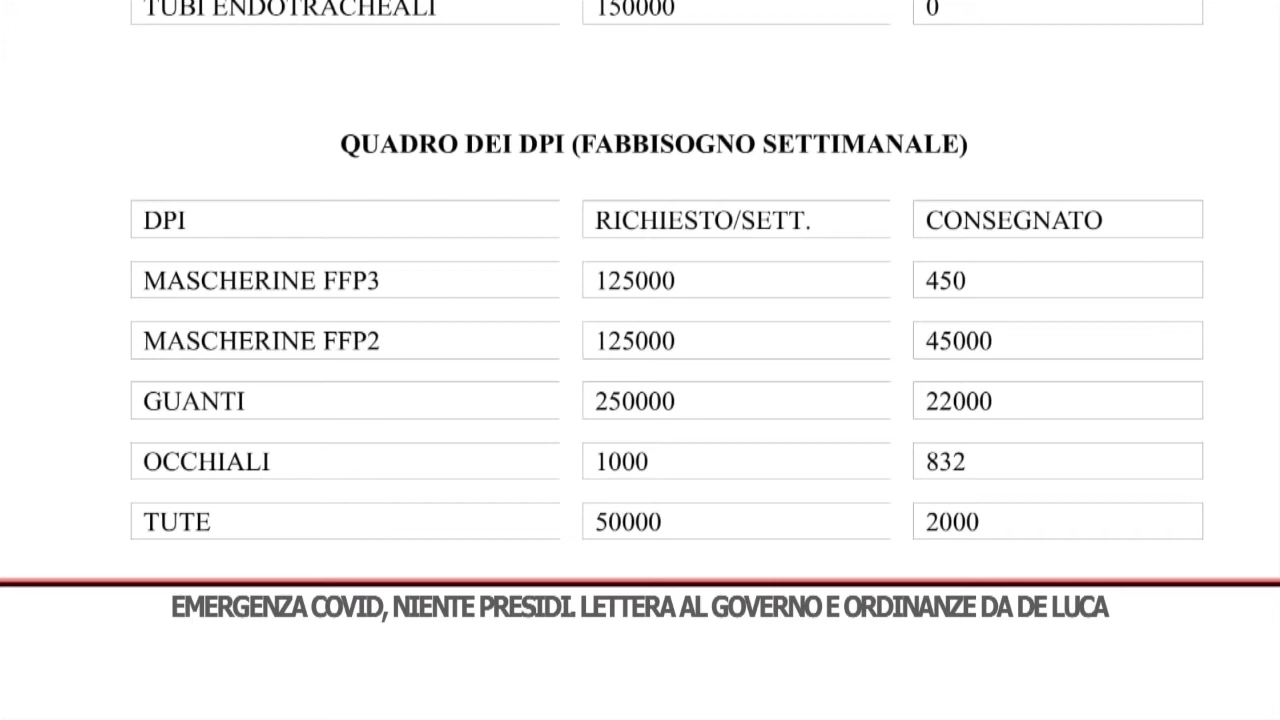 TUBI ENDOTRACHEALI 150000 0
QUADRO DEI DPI (FABBISOGNO SETTIMANALE)
DPI RICHIESTO/SETT. CONSEGNATO
MASCHERINE FFP3 125000 450
MASCHERINE FFP2 125000 45000
GUANTI 250000 22000
OCCHIALI 1000 832
TUTE 50000 2000
EMERGENZA COVID, NIENTE PRESIDI. LETTERA AL GOVERNO E ORDINANZE DA DE LUCA